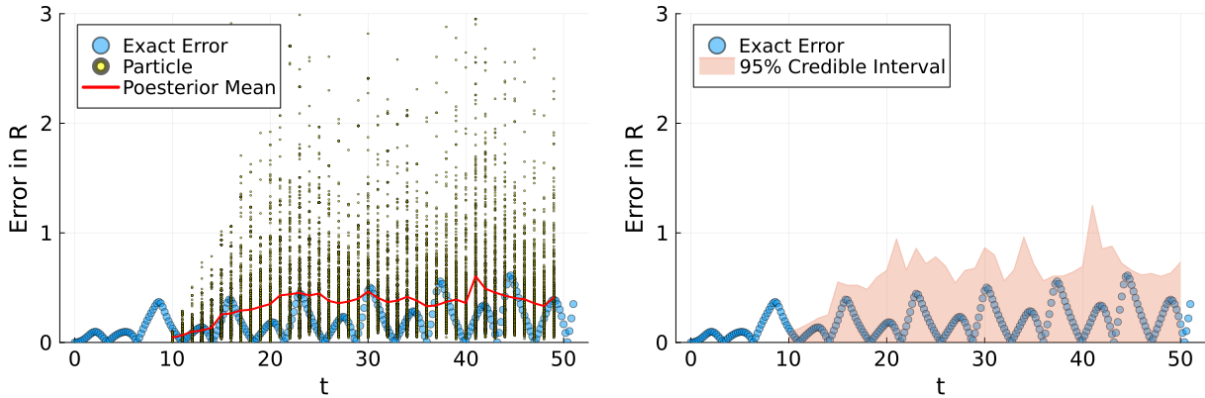 Exact Error
Particle
Poesterior Mean
Error in R
3
2
1
0
0 10 20 30 40 50
t
Exact Error
95% Credible Interval
Error in R
3
2
1
0
0 10 20 30 40 50
t